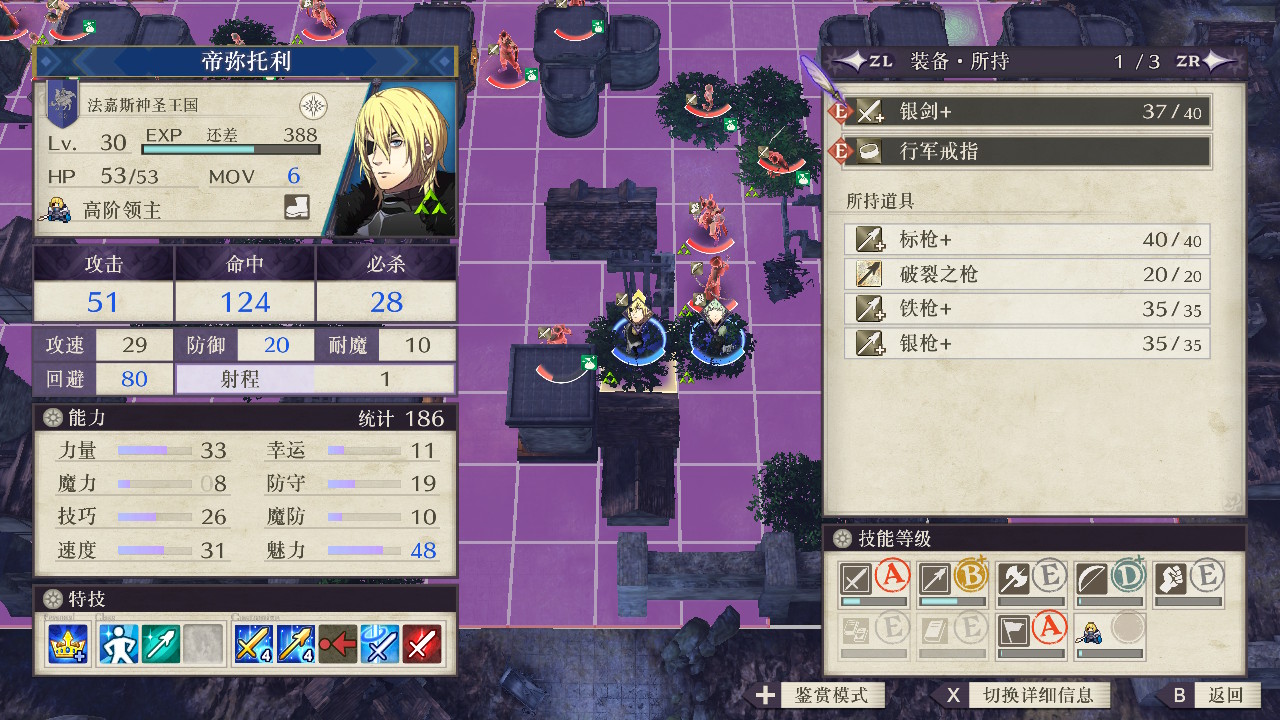 帝弥托利
法嘉斯神圣王国
Lv. 30 EXP 还差 388
HP 53/53 MOV 6
高阶领主
攻击 命中 必杀
51 124 28
攻速 29 防御 20 耐魔 10
回避 80 射程 1
能力 统计 186
力量 33 幸运 11
魔力 08 防守 19
技巧 26 魔防 10
速度 31 魅力 48
特技
4 4
ZL 装备·所持 1 / 3 ZR
E 银剑+ 37/40
E 行军戒指
所持道具
标枪+ 40/40
破裂之枪 20/20
铁枪+ 35/35
银枪+ 35/35
技能等级
A B+ E D+ E
E E A
鉴赏模式 X 切换详细信息 B 返回